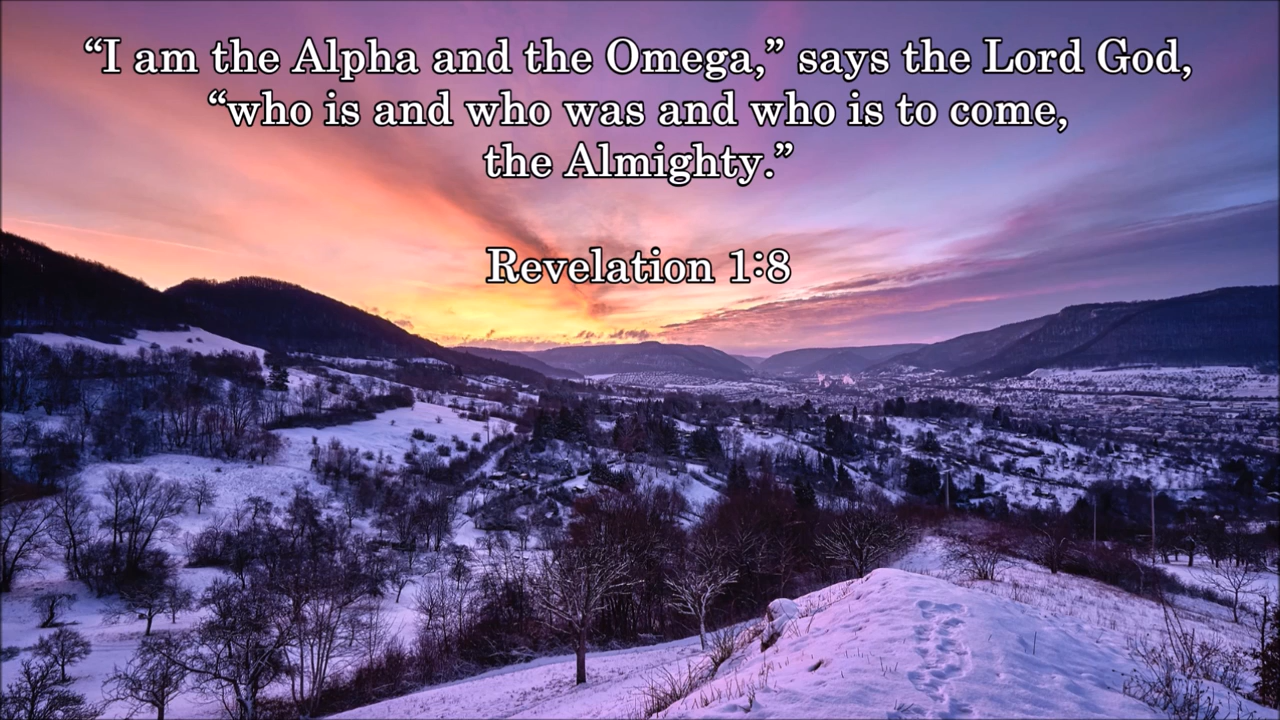 “I am the Alpha and the Omega,” says the Lord God,
“who is and who was and who is to come,
the Almighty.”
Revelation 1:8